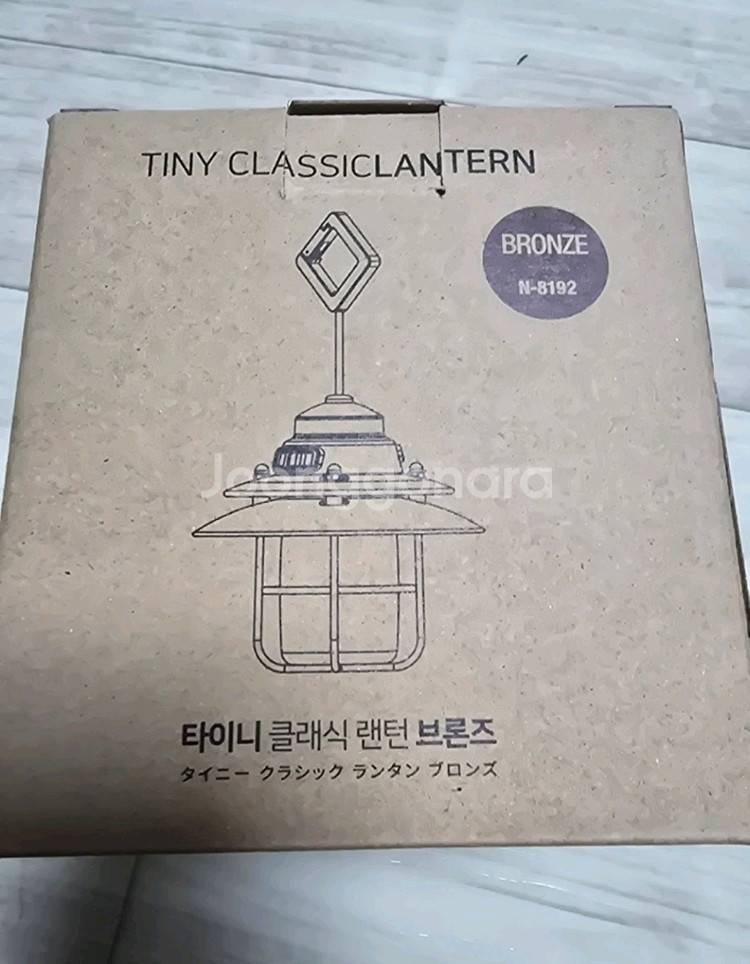 TINY CLASSICLANTERN
BRONZE
N-8192
Joonggonara
타이니 클래식 랜턴 브론즈
タイニー クラシック ランタン ブロンズ